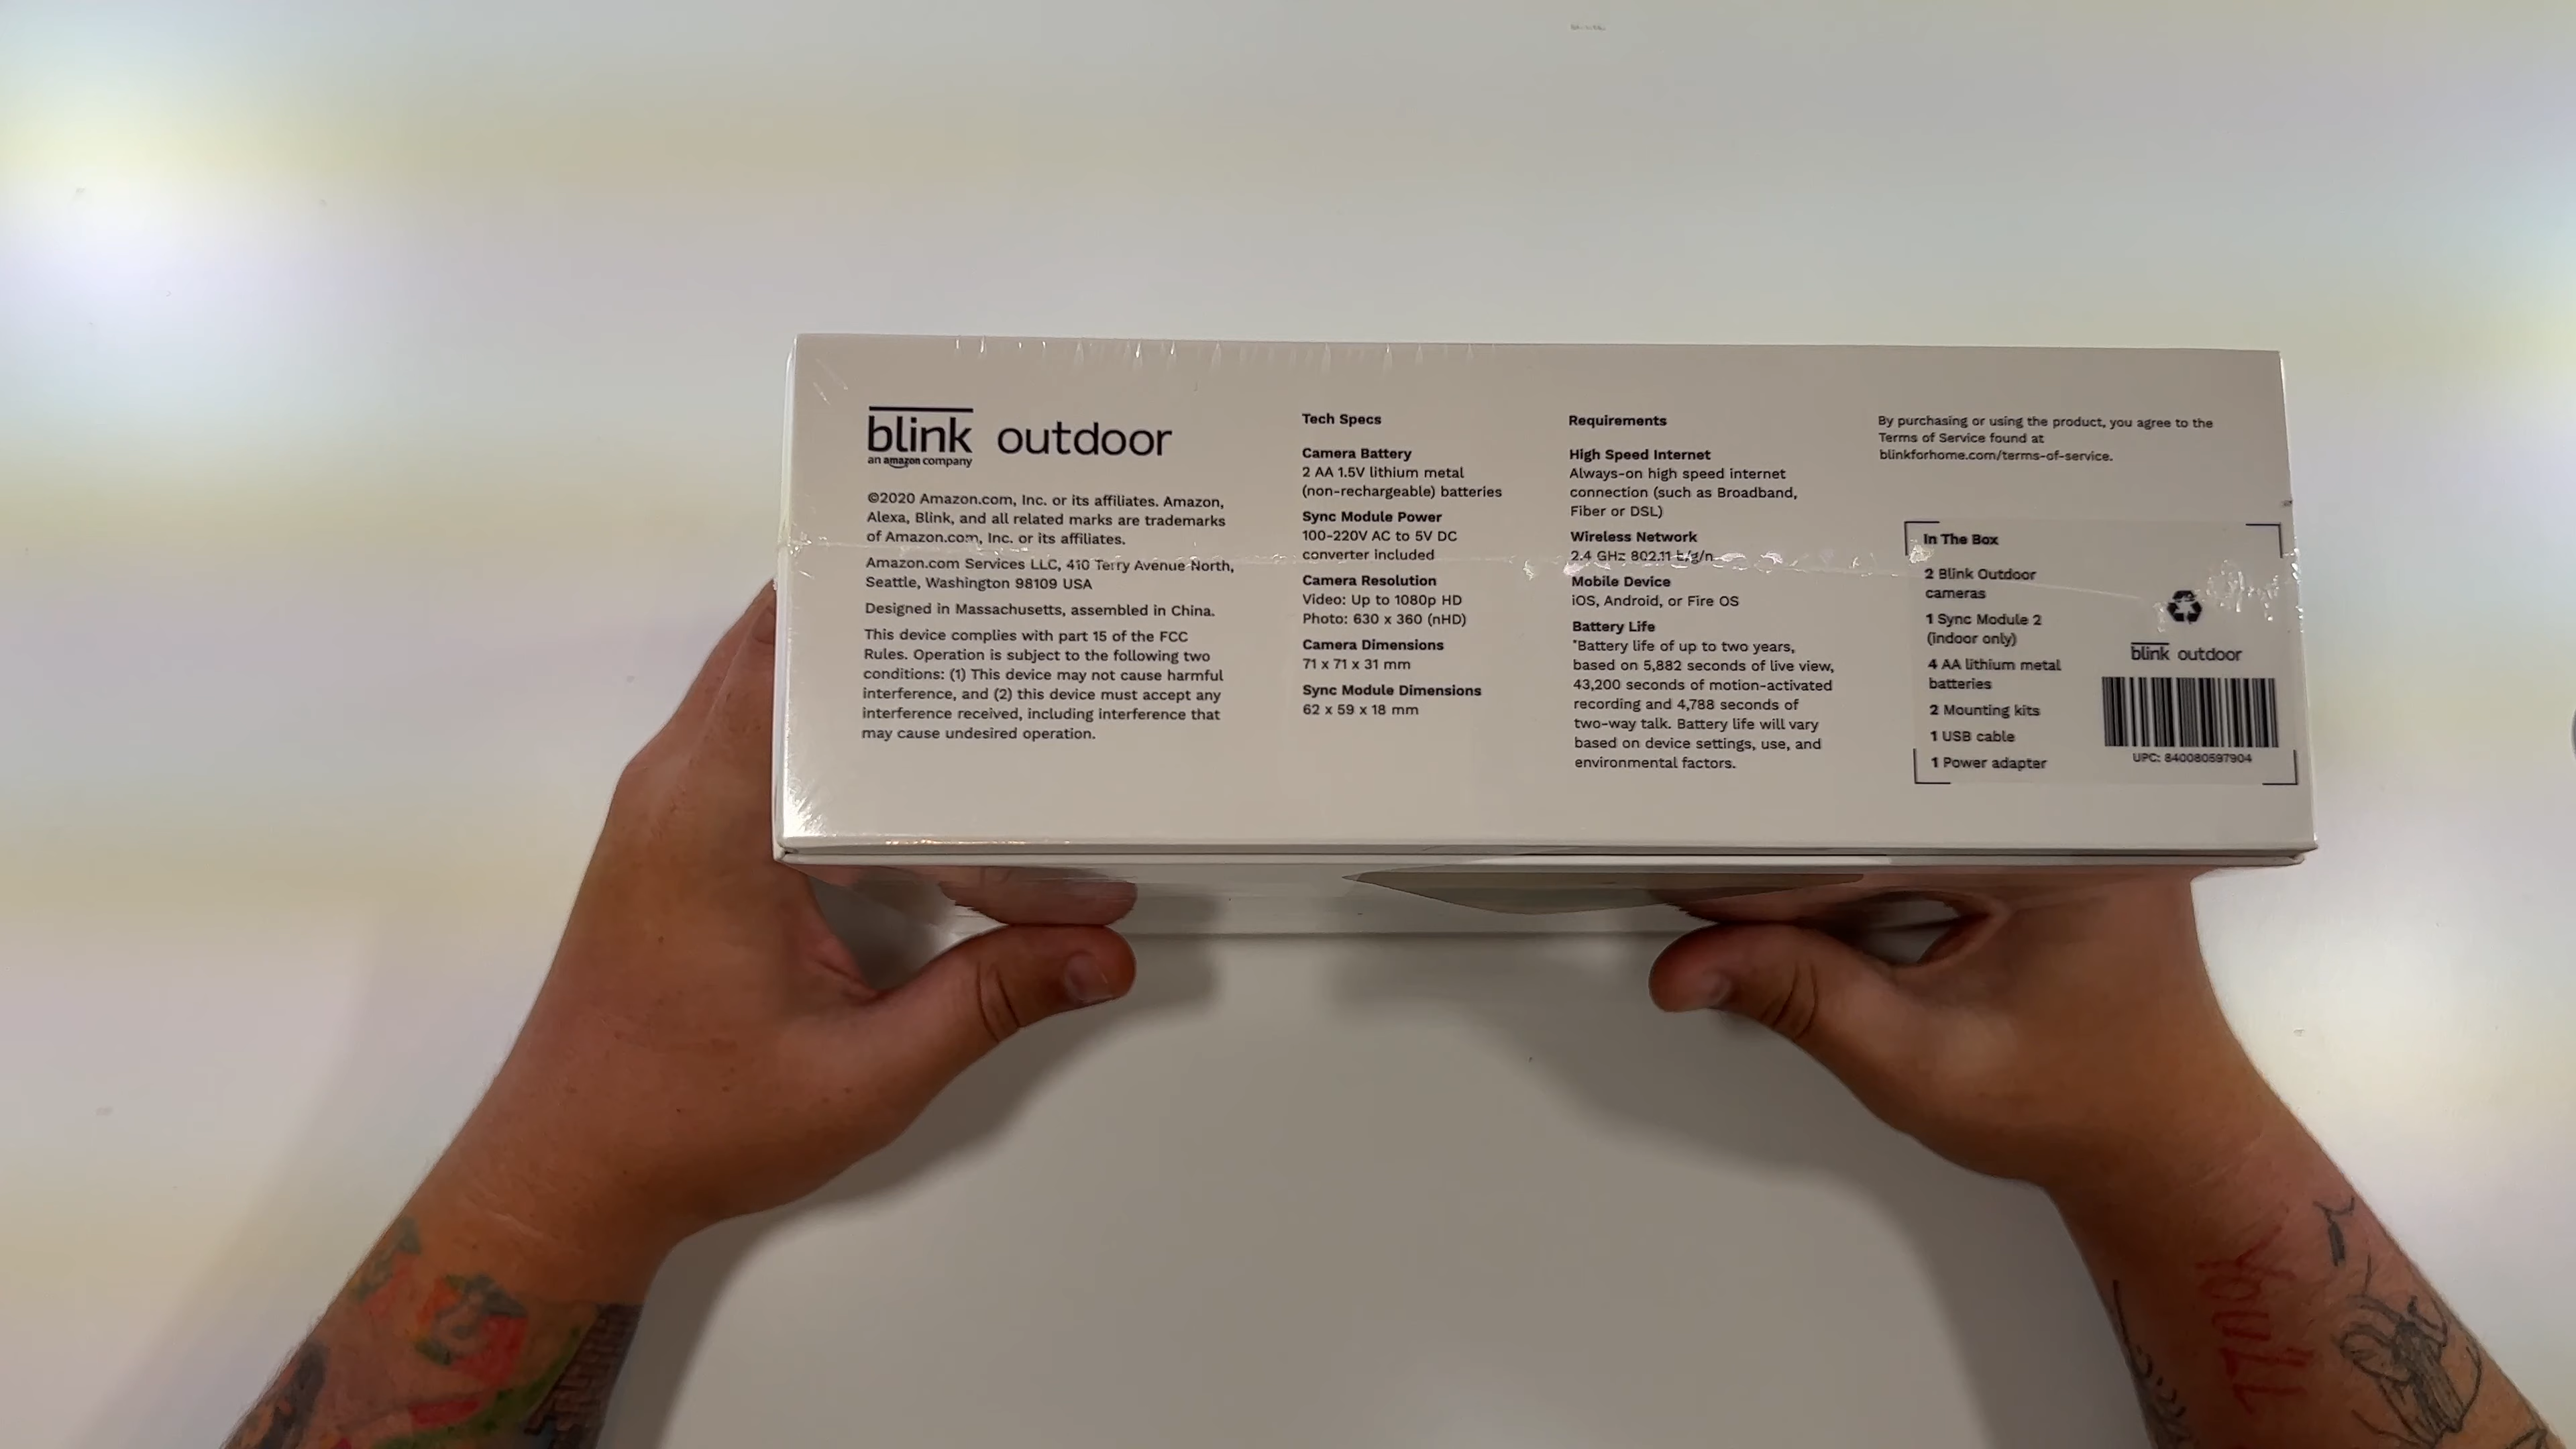 blink outdoor
an amazon company
©2020 Amazon.com, Inc. or its affiliates. Amazon,
Alexa, Blink, and all related marks are trademarks
of Amazon.com, Inc. or its affiliates.
Amazon.com Services LLC, 410 Terry Avenue North,
Seattle, Washington 98109 USA
Designed in Massachusetts, assembled in China.
This device complies with part 15 of the FCC
Rules. Operation is subject to the following two
conditions: (1) This device may not cause harmful
interference, and (2) this device must accept any
interference received, including interference that
may cause undesired operation.
Tech Specs
Camera Battery
2 AA 1.5V lithium metal
(non-rechargeable) batteries
Sync Module Power
100-220V AC to 5V DC
converter included
Camera Resolution
Video: Up to 1080p HD
Photo: 630 x 360 (nHD)
Camera Dimensions
71 x 71 x 31 mm
Sync Module Dimensions
62 x 59 x 18 mm
Requirements
High Speed Internet
Always-on high speed internet
connection (such as Broadband,
Fiber or DSL)
Wireless Network
2.4 GHz 802.11 b/g/n
Mobile Device
iOS, Android, or Fire OS
Battery Life
*Battery life of up to two years,
based on 5,882 seconds of live view,
43,200 seconds of motion-activated
recording and 4,788 seconds of
two-way talk. Battery life will vary
based on device settings, use, and
environmental factors.
By purchasing or using the product, you agree to the
Terms of Service found at
blinkforhome.com/terms-of-service.
In The Box
2 Blink Outdoor
cameras
1 Sync Module 2
(indoor only)
4 AA lithium metal
batteries
2 Mounting kits
1 USB cable
1 Power adapter
blink outdoor
UPC: 840080597904